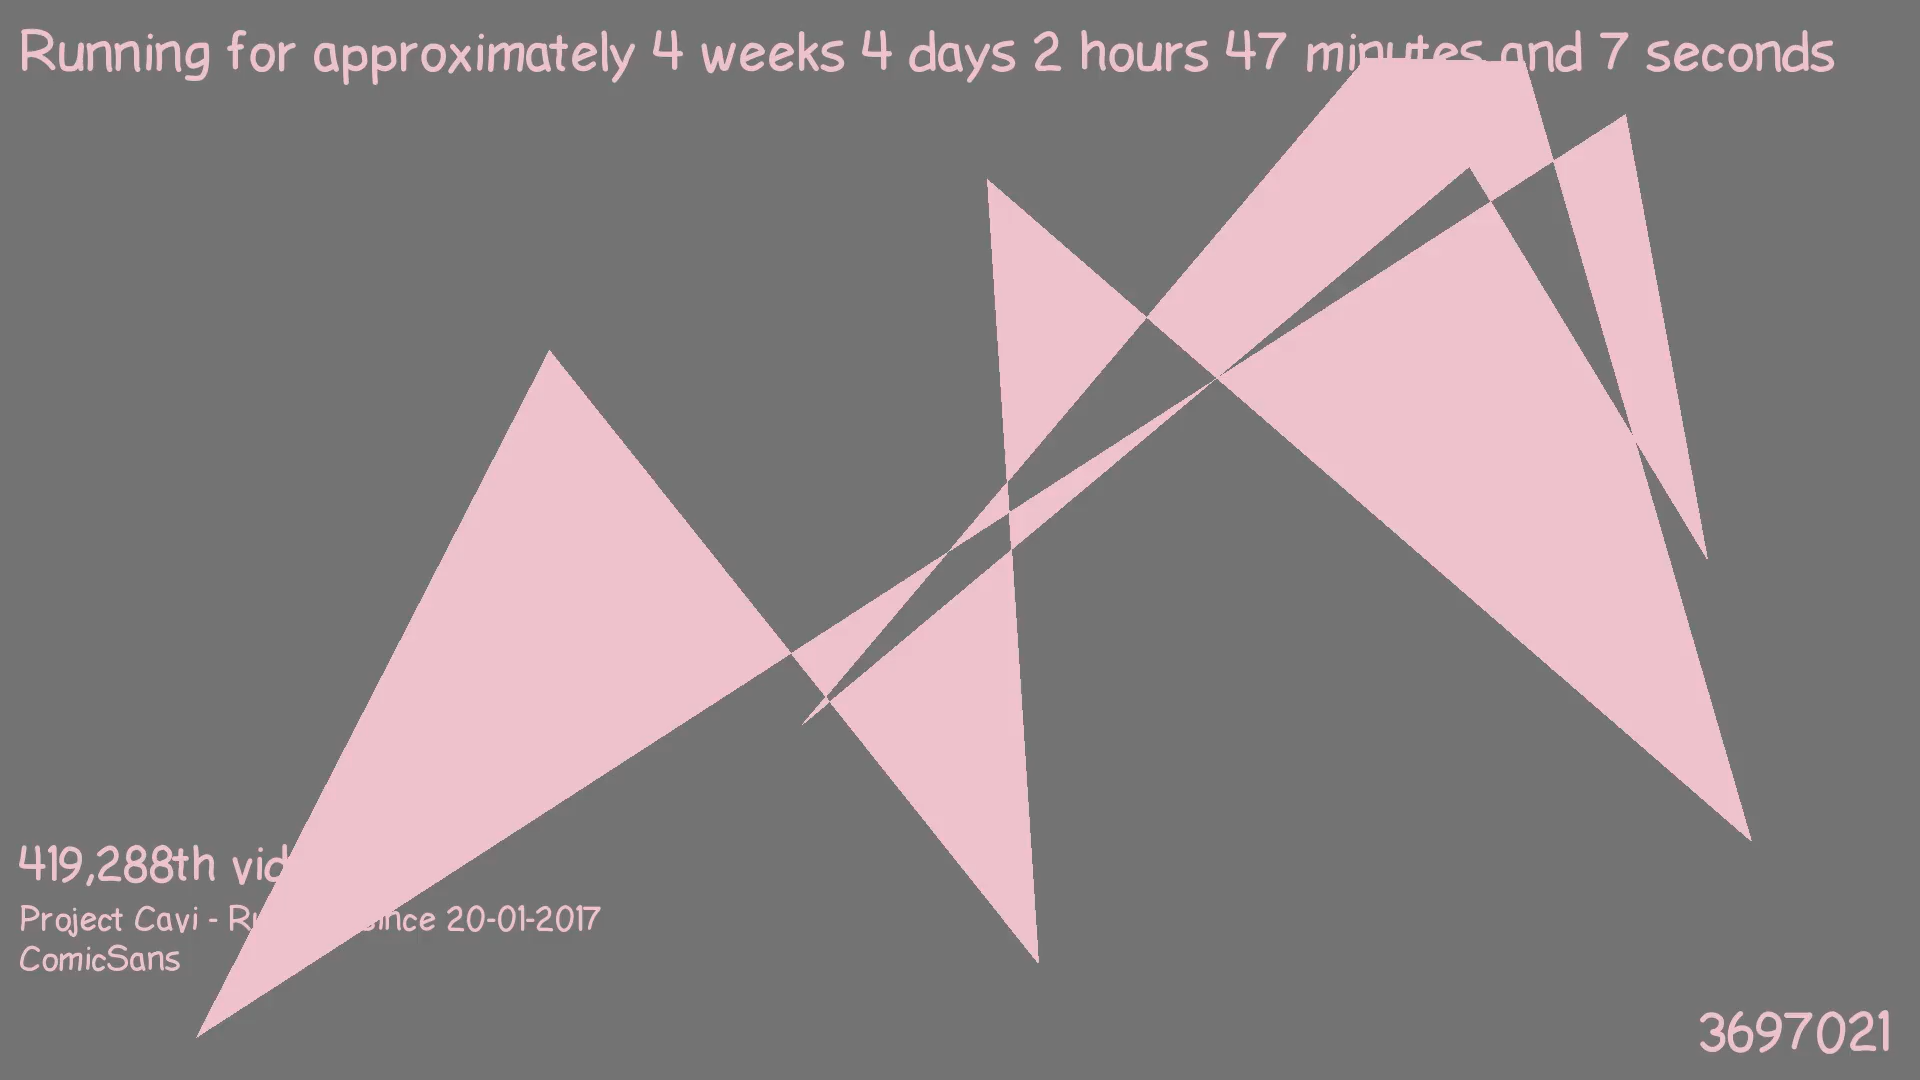 Running for approximately 4 weeks 4 days 2 hours 47 minutes and 7 seconds
419,288th vid
Project Cavi - Ru since 20-01-2017
ComicSans
3697021